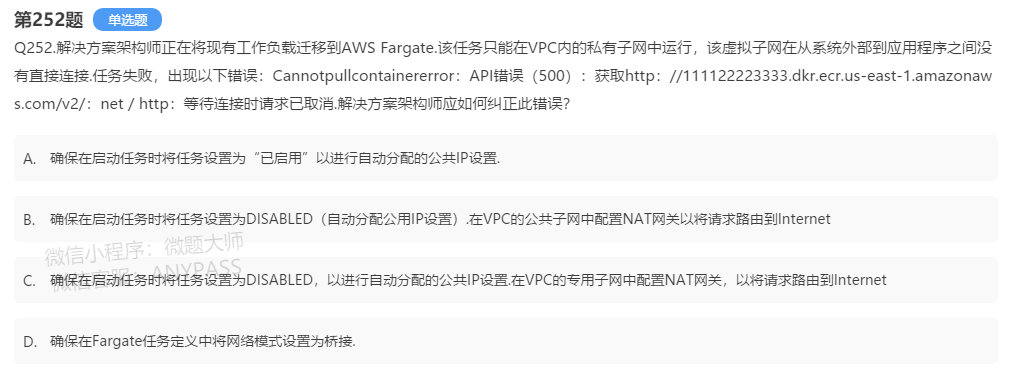 第252题 单选题
Q252.解决方案架构师正在将现有工作负载迁移到AWS Fargate.该任务只能在VPC内的私有子网中运行，该虚拟子网在从系统外部到应用程序之间没
有直接连接.任务失败，出现以下错误：Cannotpullcontainererror：API错误（500）：获取http：//111122223333.dkr.ecr.us-east-1.amazonaw
s.com/v2/：net / http：等待连接时请求已取消.解决方案架构师应如何纠正此错误？
A. 确保在启动任务时将任务设置为“已启用”以进行自动分配的公共IP设置.
B. 确保在启动任务时将任务设置为DISABLED（自动分配公用IP设置）.在VPC的公共子网中配置NAT网关以将请求路由到Internet
微信小程序：微题大师
微信客服：ANYPASS
C. 确保在启动任务时将任务设置为DISABLED，以进行自动分配的公共IP设置.在VPC的专用子网中配置NAT网关，以将请求路由到Internet
D. 确保在Fargate任务定义中将网络模式设置为桥接.